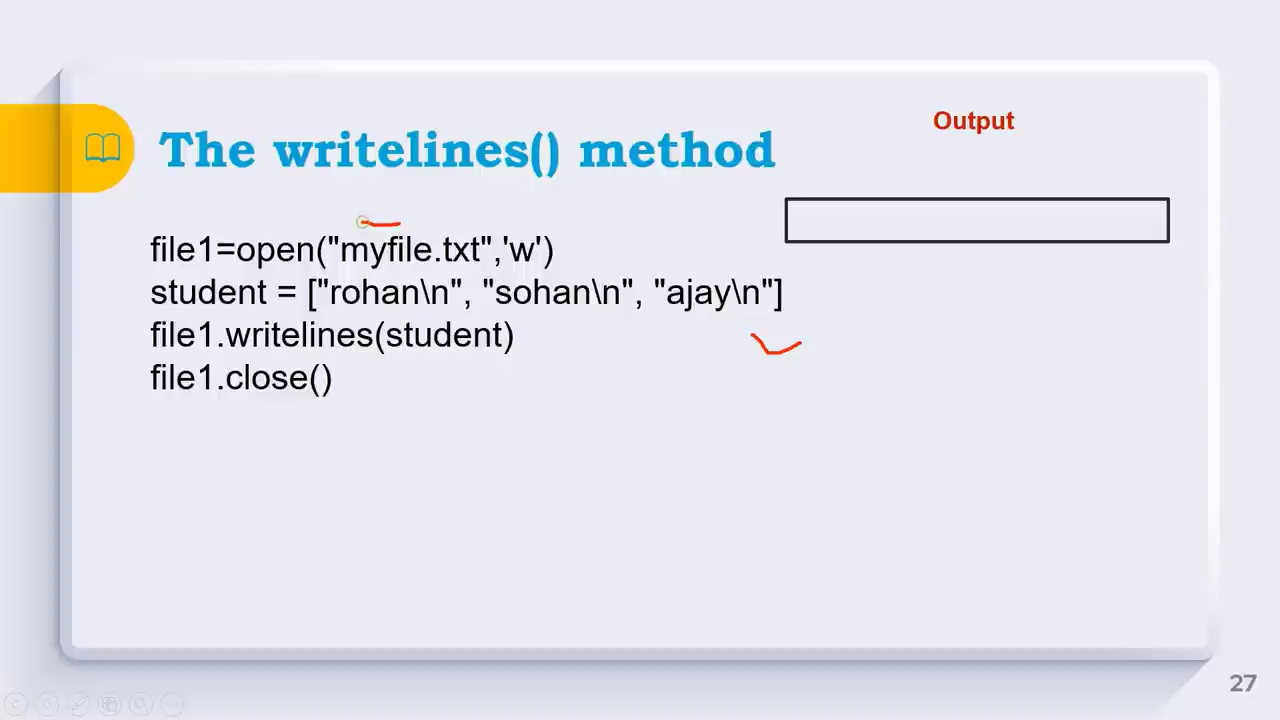 The writelines() method
Output
file1=open("myfile.txt",'w')
student = ["rohan\n", "sohan\n", "ajay\n"]
file1.writelines(student)
file1.close()
27